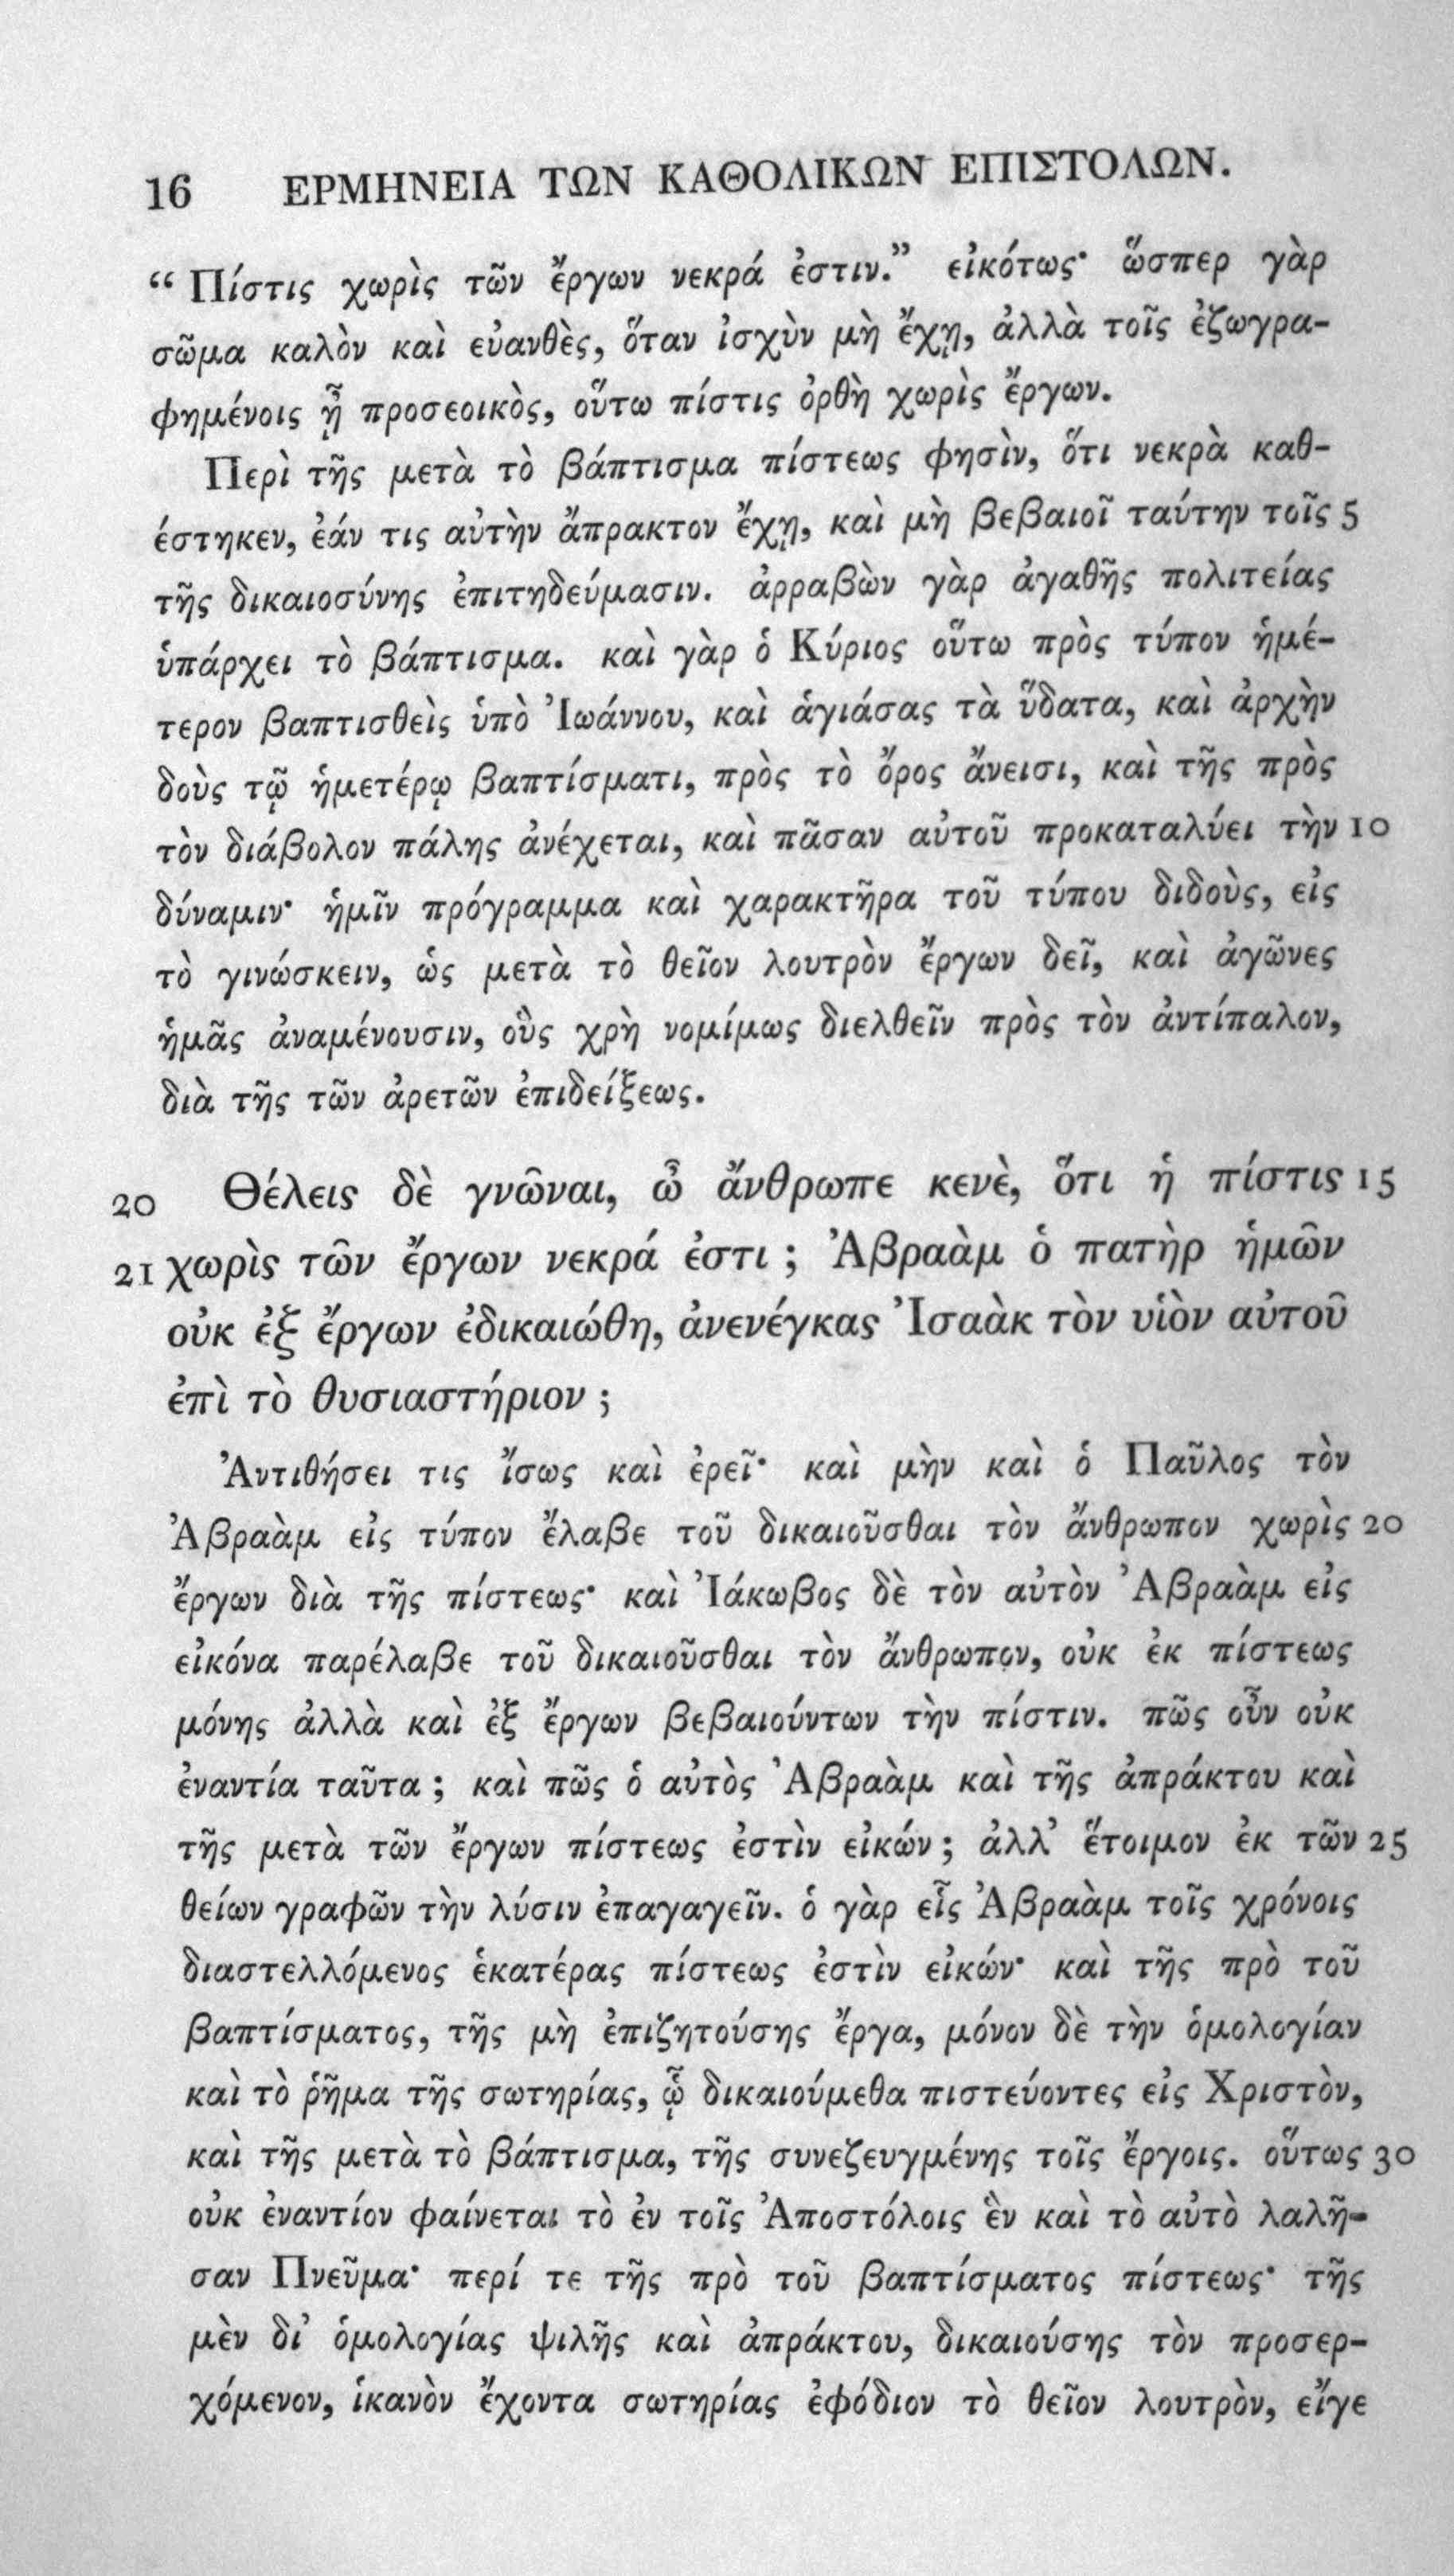 16 ΕΡΜΗΝΕΙΑ ΤΩΝ ΚΑΘΟΛΙΚΩΝ ΕΠΙΣΤΟΛΩΝ.
“ Πίστις χωρὶς τῶν ἔργων νεκρά ἐστιν.” εἰκότως· ὥσπερ γὰρ
σῶμα καλὸν καὶ εὐανθὲς, ὅταν ἰσχὺν μὴ ἔχῃ, ἀλλὰ τοῖς ἐζωγρα-
φημένοις ᾖ προσεοικὸς, οὕτω πίστις ὀρθὴ χωρὶς ἔργων.
Περὶ τῆς μετὰ τὸ βάπτισμα πίστεως φησὶν, ὅτι νεκρὰ καθ-
έστηκεν, ἐάν τις αὐτὴν ἄπρακτον ἔχῃ, καὶ μὴ βεβαιοῖ ταύτην τοῖς 5
τῆς δικαιοσύνης ἐπιτηδεύμασιν. ἀρραβὼν γὰρ ἀγαθῆς πολιτείας
ὑπάρχει τὸ βάπτισμα. καὶ γὰρ ὁ Κύριος οὕτω πρὸς τύπον ἡμέ-
τερον βαπτισθεὶς ὑπὸ Ἰωάννου, καὶ ἁγιάσας τὰ ὕδατα, καὶ ἀρχὴν
δοὺς τῷ ἡμετέρῳ βαπτίσματι, πρὸς τὸ ὄρος ἄνεισι, καὶ τῆς πρὸς
τὸν διάβολον πάλης ἀνέχεται, καὶ πᾶσαν αὐτοῦ προκαταλύει τὴν 10
δύναμιν· ἡμῖν πρόγραμμα καὶ χαρακτῆρα τοῦ τύπου διδοὺς, εἰς
τὸ γινώσκειν, ὡς μετὰ τὸ θεῖον λουτρὸν ἔργων δεῖ, καὶ ἀγῶνες
ἡμᾶς ἀναμένουσιν, οὓς χρὴ νομίμως διελθεῖν πρὸς τὸν ἀντίπαλον,
διὰ τῆς τῶν ἀρετῶν ἐπιδείξεως.
20 Θέλεις δὲ γνῶναι, ὦ ἄνθρωπε κενὲ, ὅτι ἡ πίστις 15
21 χωρὶς τῶν ἔργων νεκρά ἐστι ; Ἀβραὰμ ὁ πατὴρ ἡμῶν
οὐκ ἐξ ἔργων ἐδικαιώθη, ἀνενέγκας Ἰσαὰκ τὸν υἱὸν αὐτοῦ
ἐπὶ τὸ θυσιαστήριον ;
Ἀντιθήσει τις ἴσως καὶ ἐρεῖ· καὶ μὴν καὶ ὁ Παῦλος τὸν
Ἀβραὰμ εἰς τύπον ἔλαβε τοῦ δικαιοῦσθαι τὸν ἄνθρωπον χωρὶς 20
ἔργων διὰ τῆς πίστεως· καὶ Ἰάκωβος δὲ τὸν αὐτὸν Ἀβραὰμ εἰς
εἰκόνα παρέλαβε τοῦ δικαιοῦσθαι τὸν ἄνθρωπον, οὐκ ἐκ πίστεως
μόνης ἀλλὰ καὶ ἐξ ἔργων βεβαιούντων τὴν πίστιν. πῶς οὖν οὐκ
ἐναντία ταῦτα ; καὶ πῶς ὁ αὐτὸς Ἀβραὰμ καὶ τῆς ἀπράκτου καὶ
τῆς μετὰ τῶν ἔργων πίστεως ἐστὶν εἰκών ; ἀλλ’ ἕτοιμον ἐκ τῶν 25
θείων γραφῶν τὴν λύσιν ἐπαγαγεῖν. ὁ γὰρ εἷς Ἀβραὰμ τοῖς χρόνοις
διαστελλόμενος ἑκατέρας πίστεως ἐστὶν εἰκών· καὶ τῆς πρὸ τοῦ
βαπτίσματος, τῆς μὴ ἐπιζητούσης ἔργα, μόνον δὲ τὴν ὁμολογίαν
καὶ τὸ ῥῆμα τῆς σωτηρίας, ᾧ δικαιούμεθα πιστεύοντες εἰς Χριστὸν,
καὶ τῆς μετὰ τὸ βάπτισμα, τῆς συνεζευγμένης τοῖς ἔργοις. οὕτως 30
οὐκ ἐναντίον φαίνεται τὸ ἐν τοῖς Ἀποστόλοις ἓν καὶ τὸ αὐτὸ λαλῆ-
σαν Πνεῦμα· περί τε τῆς πρὸ τοῦ βαπτίσματος πίστεως· τῆς
μὲν δι’ ὁμολογίας ψιλῆς καὶ ἀπράκτου, δικαιούσης τὸν προσερ-
χόμενον, ἱκανὸν ἔχοντα σωτηρίας ἐφόδιον τὸ θεῖον λουτρὸν, εἴγε